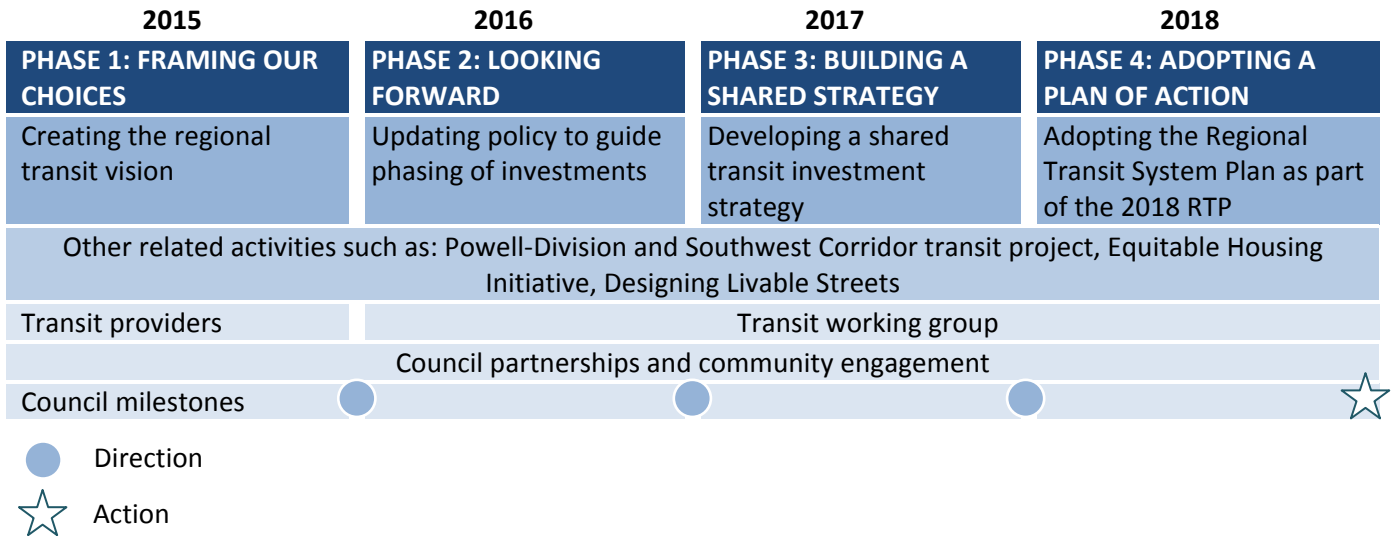 2015
2016
2017
2018
PHASE 1: FRAMING OUR
CHOICES
PHASE 2: LOOKING
FORWARD
PHASE 3: BUILDING A
SHARED STRATEGY
PHASE 4: ADOPTING A
PLAN OF ACTION
Creating the regional
transit vision
Updating policy to guide
phasing of investments
Developing a shared
transit investment
strategy
Adopting the Regional
Transit System Plan as part
of the 2018 RTP
Other related activities such as: Powell-Division and Southwest Corridor transit project, Equitable Housing
Initiative, Designing Livable Streets
Transit providers
Transit working group
Council partnerships and community engagement
Council milestones
Direction
Action